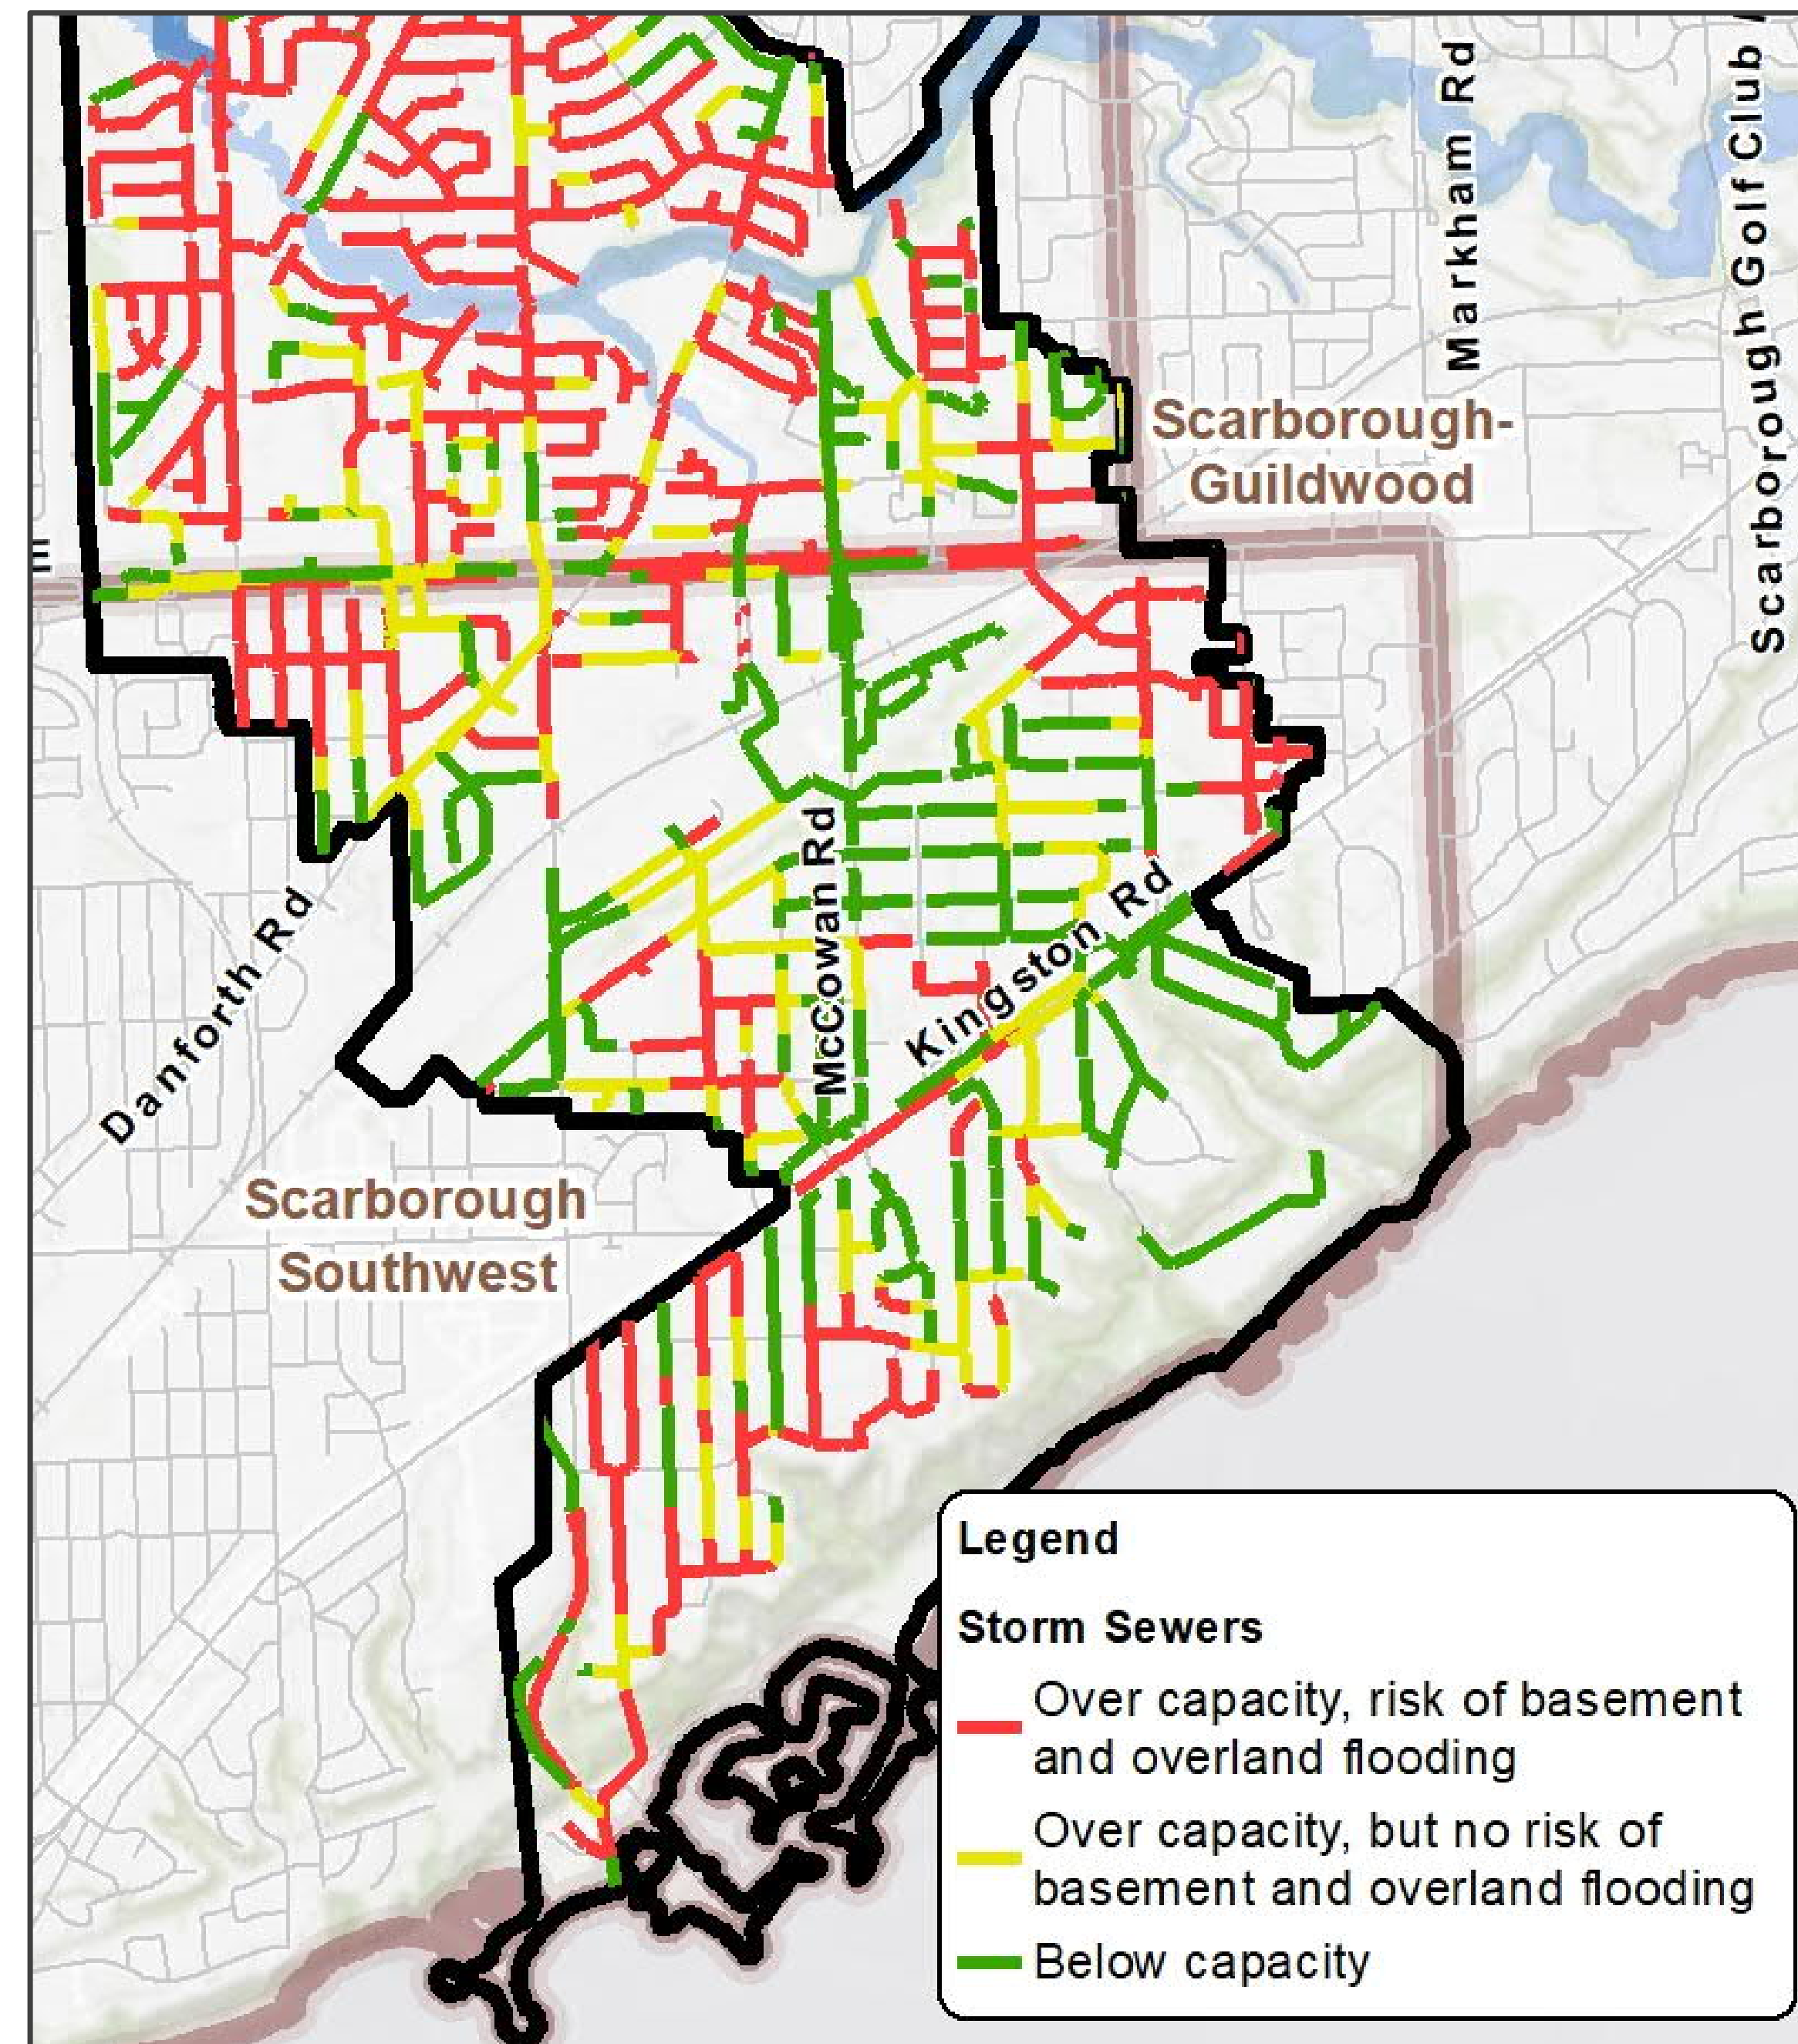 Markham Rd
Scarborough Golf Club
Scarborough-
Guildwood
Danforth Rd
McCowan Rd
Kingston Rd
Scarborough
Southwest
Legend
Storm Sewers
Over capacity, risk of basement
and overland flooding
Over capacity, but no risk of
basement and overland flooding
Below capacity